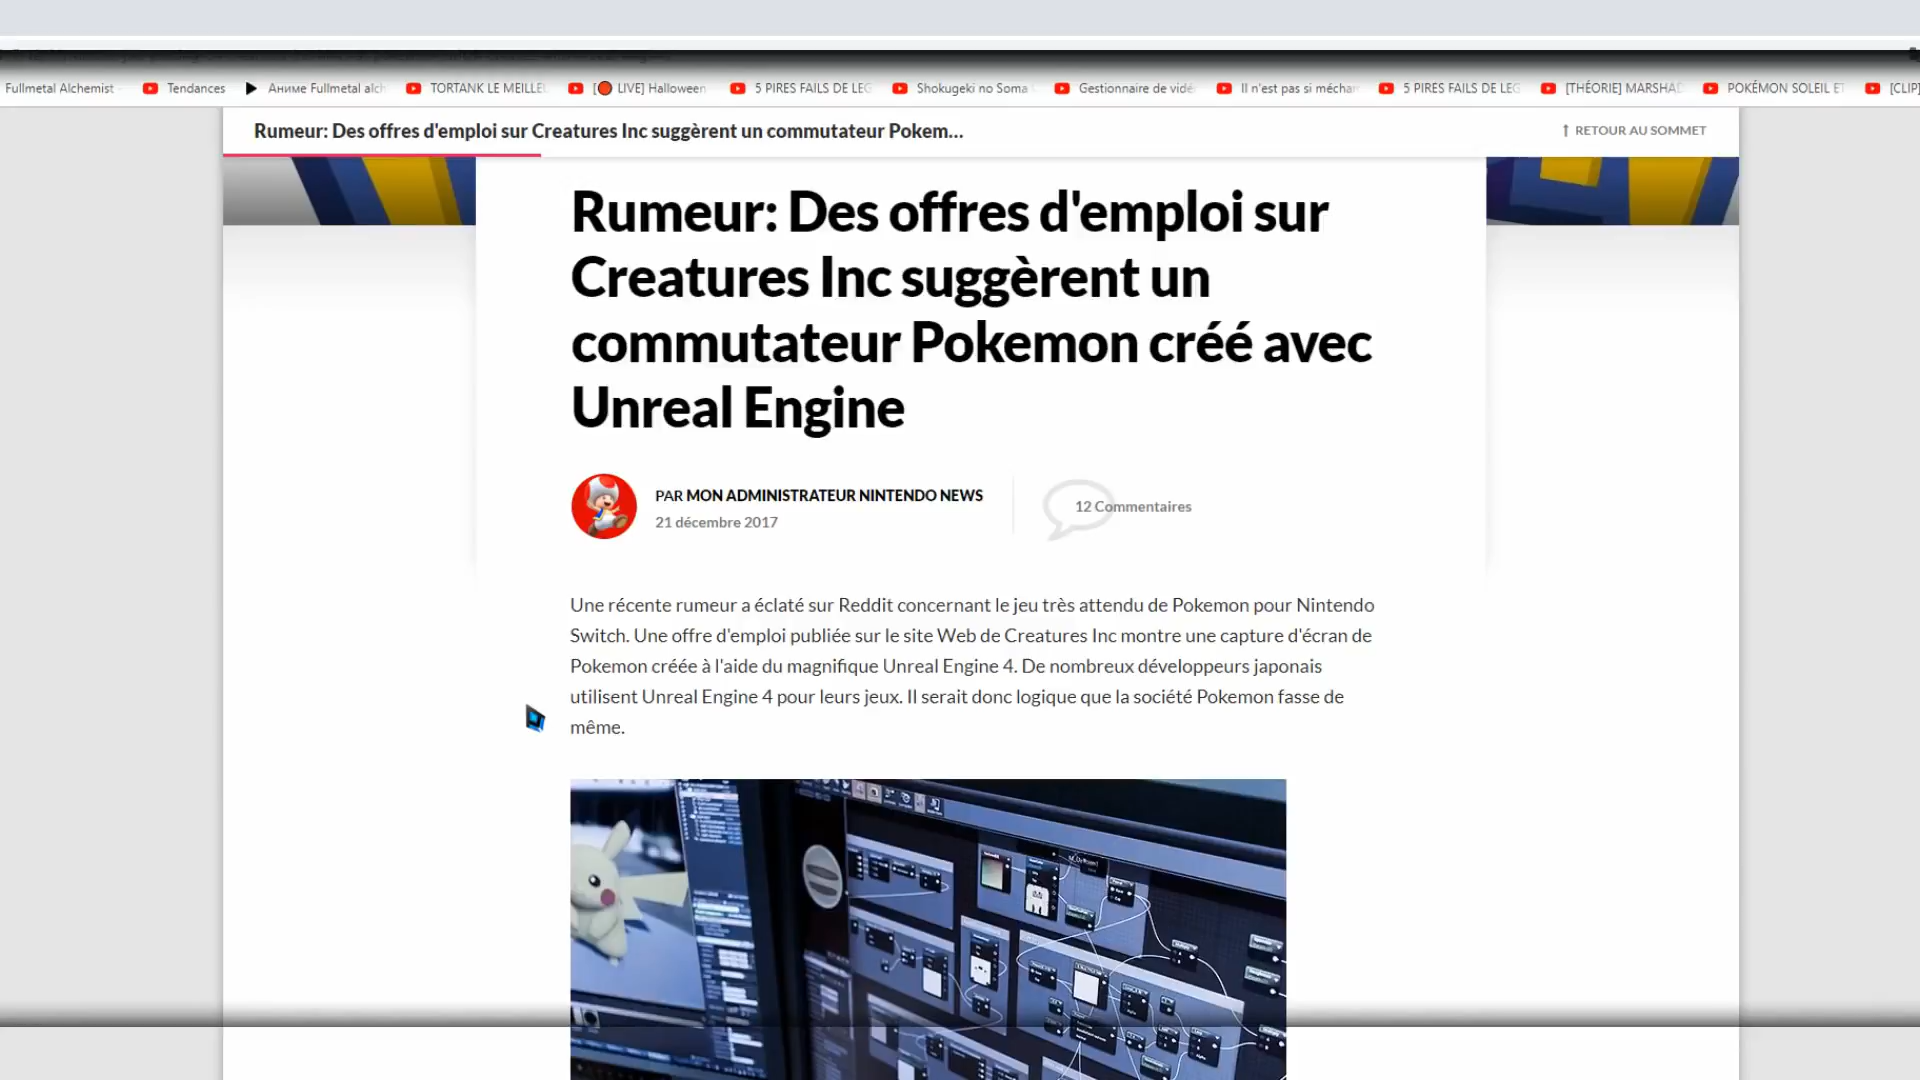 Fullmetal Alchemist
Tendances
Аниме Fullmetal alch
TORTANK LE MEILLE
[🔴 LIVE] Halloween
5 PIRES FAILS DE LEG
Shokugeki no Soma
Gestionnaire de vidé
Il n'est pas si méchan
5 PIRES FAILS DE LEG
[THÉORIE] MARSHAD
POKÉMON SOLEIL ET
[CLIP]
Rumeur: Des offres d'emploi sur Creatures Inc suggèrent un commutateur Pokem...
↑ RETOUR AU SOMMET
Rumeur: Des offres d'emploi sur
Creatures Inc suggèrent un
commutateur Pokemon créé avec
Unreal Engine
PAR MON ADMINISTRATEUR NINTENDO NEWS
21 décembre 2017
12 Commentaires
Une récente rumeur a éclaté sur Reddit concernant le jeu très attendu de Pokemon pour Nintendo
Switch. Une offre d'emploi publiée sur le site Web de Creatures Inc montre une capture d'écran de
Pokemon créée à l'aide du magnifique Unreal Engine 4. De nombreux développeurs japonais
utilisent Unreal Engine 4 pour leurs jeux. Il serait donc logique que la société Pokemon fasse de
même.